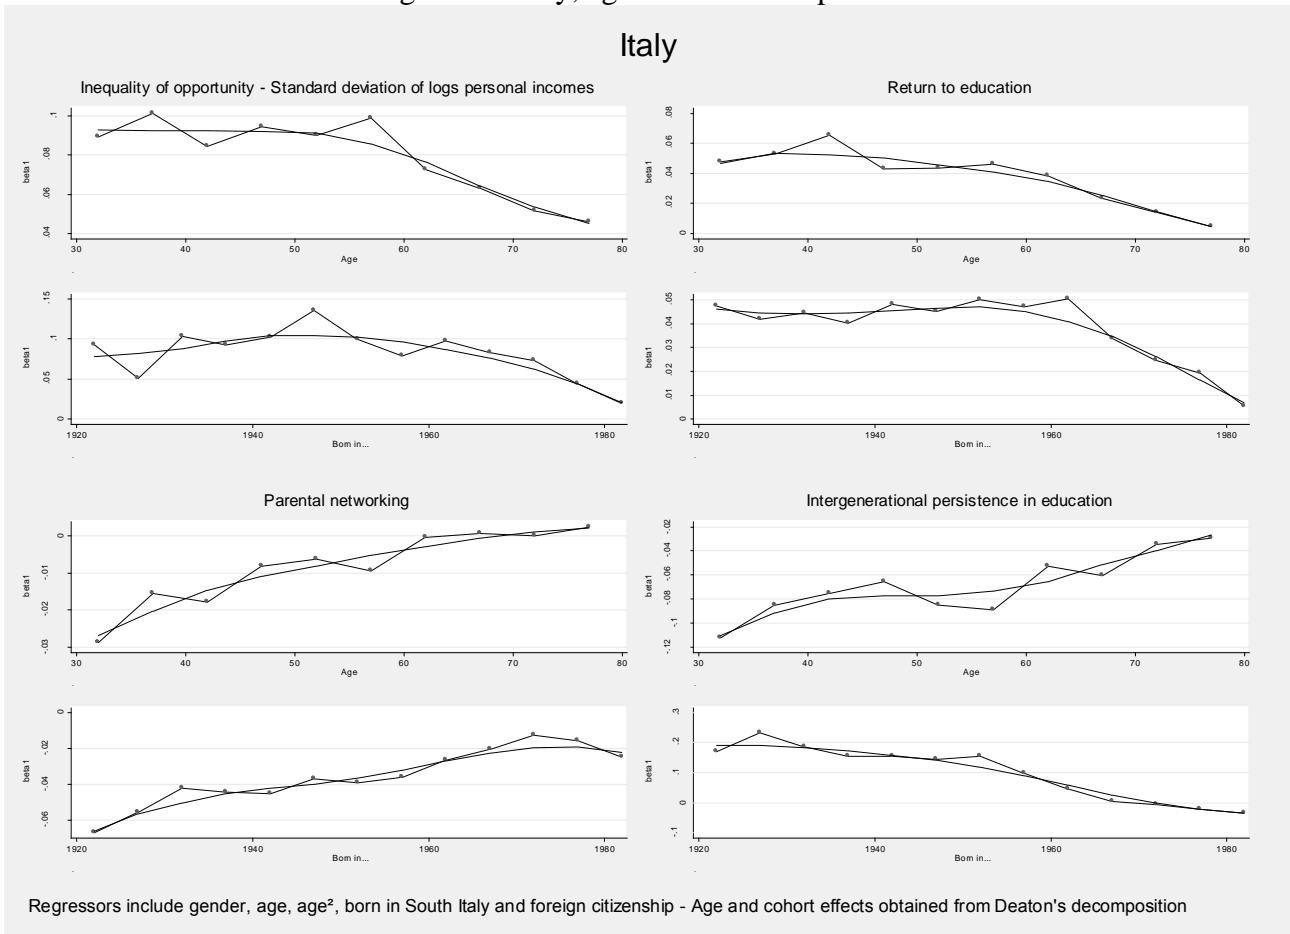 Italy
Inequality of opportunity - Standard deviation of logs personal incomes
beta1
.04 .06 .08 .1
30 40 50 60 70 80
Age
beta1
0 .05 .1 .15
1920 1940 1960 1980
Born in...
Return to education
beta1
0 .02 .04 .06 .08
30 40 50 60 70 80
Age
beta1
0 .01 .02 .03 .04 .05
1920 1940 1960 1980
Born in...
Parental networking
beta1
-.03 -.02 -.01 0
30 40 50 60 70 80
Age
beta1
-.06 -.04 -.02 0
1920 1940 1960 1980
Born in...
Intergenerational persistence in education
beta1
-.12 -.1 -.08 -.06 -.04 -.02
30 40 50 60 70 80
Age
beta1
-.1 0 .1 .2 .3
1920 1940 1960 1980
Born in...
Regressors include gender, age, age², born in South Italy and foreign citizenship - Age and cohort effects obtained from Deaton's decomposition